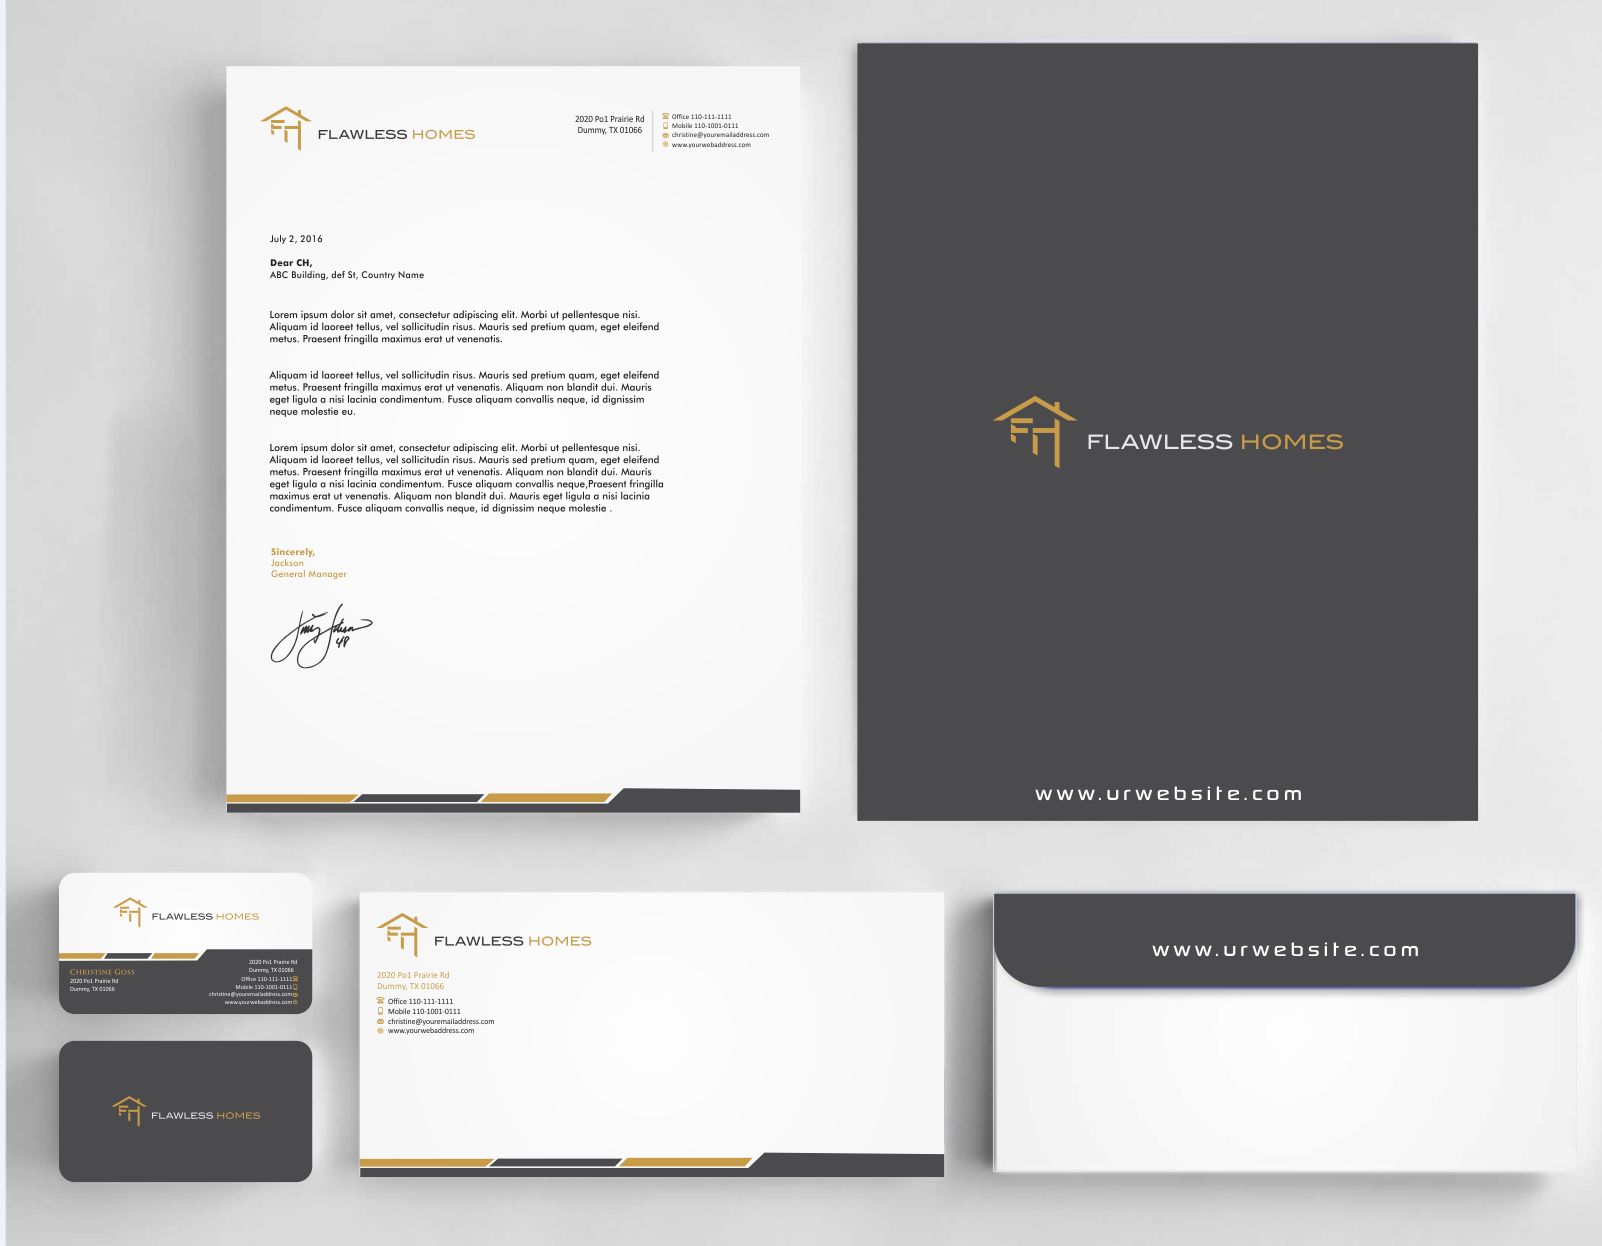 FLAWLESS HOMES
2020 Po1 Prairie Rd
Dummy, TX 01066
Office 110-111-1111
Mobile 110-1001-0111
christine@youremailaddress.com
www.yourwebaddress.com
July 2, 2016
Dear CH,
ABC Building, def St, Country Name
Lorem ipsum dolor sit amet, consectetur adipiscing elit. Morbi ut pellentesque nisi.
Aliquam id laoreet tellus, vel sollicitudin risus. Mauris sed pretium quam, eget eleifend
metus. Praesent fringilla maximus erat ut venenatis.
Aliquam id laoreet tellus, vel sollicitudin risus. Mauris sed pretium quam, eget eleifend
metus. Praesent fringilla maximus erat ut venenatis. Aliquam non blandit dui. Mauris
eget ligula a nisi lacinia condimentum. Fusce aliquam convallis neque, id dignissim
neque molestie eu.
Lorem ipsum dolor sit amet, consectetur adipiscing elit. Morbi ut pellentesque nisi.
Aliquam id laoreet tellus, vel sollicitudin risus. Mauris sed pretium quam, eget eleifend
metus. Praesent fringilla maximus erat ut venenatis. Aliquam non blandit dui. Mauris
eget ligula a nisi lacinia condimentum. Fusce aliquam convallis neque,Praesent fringilla
maximus erat ut venenatis. Aliquam non blandit dui. Mauris eget ligula a nisi lacinia
condimentum. Fusce aliquam convallis neque, id dignissim neque molestie .
Sincerely,
Jackson
General Manager
FLAWLESS HOMES
www.urwebsite.com
FLAWLESS HOMES
CHRISTINE GOSS
2020 Po1 Prairie Rd
Dummy, TX 01066
2020 Po1 Prairie Rd
Dummy, TX 01066
Office 110-111-1111
Mobile 110-1001-0111
christine@youremailaddress.com
www.yourwebaddress.com
FLAWLESS HOMES
FLAWLESS HOMES
2020 Po1 Prairie Rd
Dummy, TX 01066
Office 110-111-1111
Mobile 110-1001-0111
christine@youremailaddress.com
www.yourwebaddress.com
www.urwebsite.com